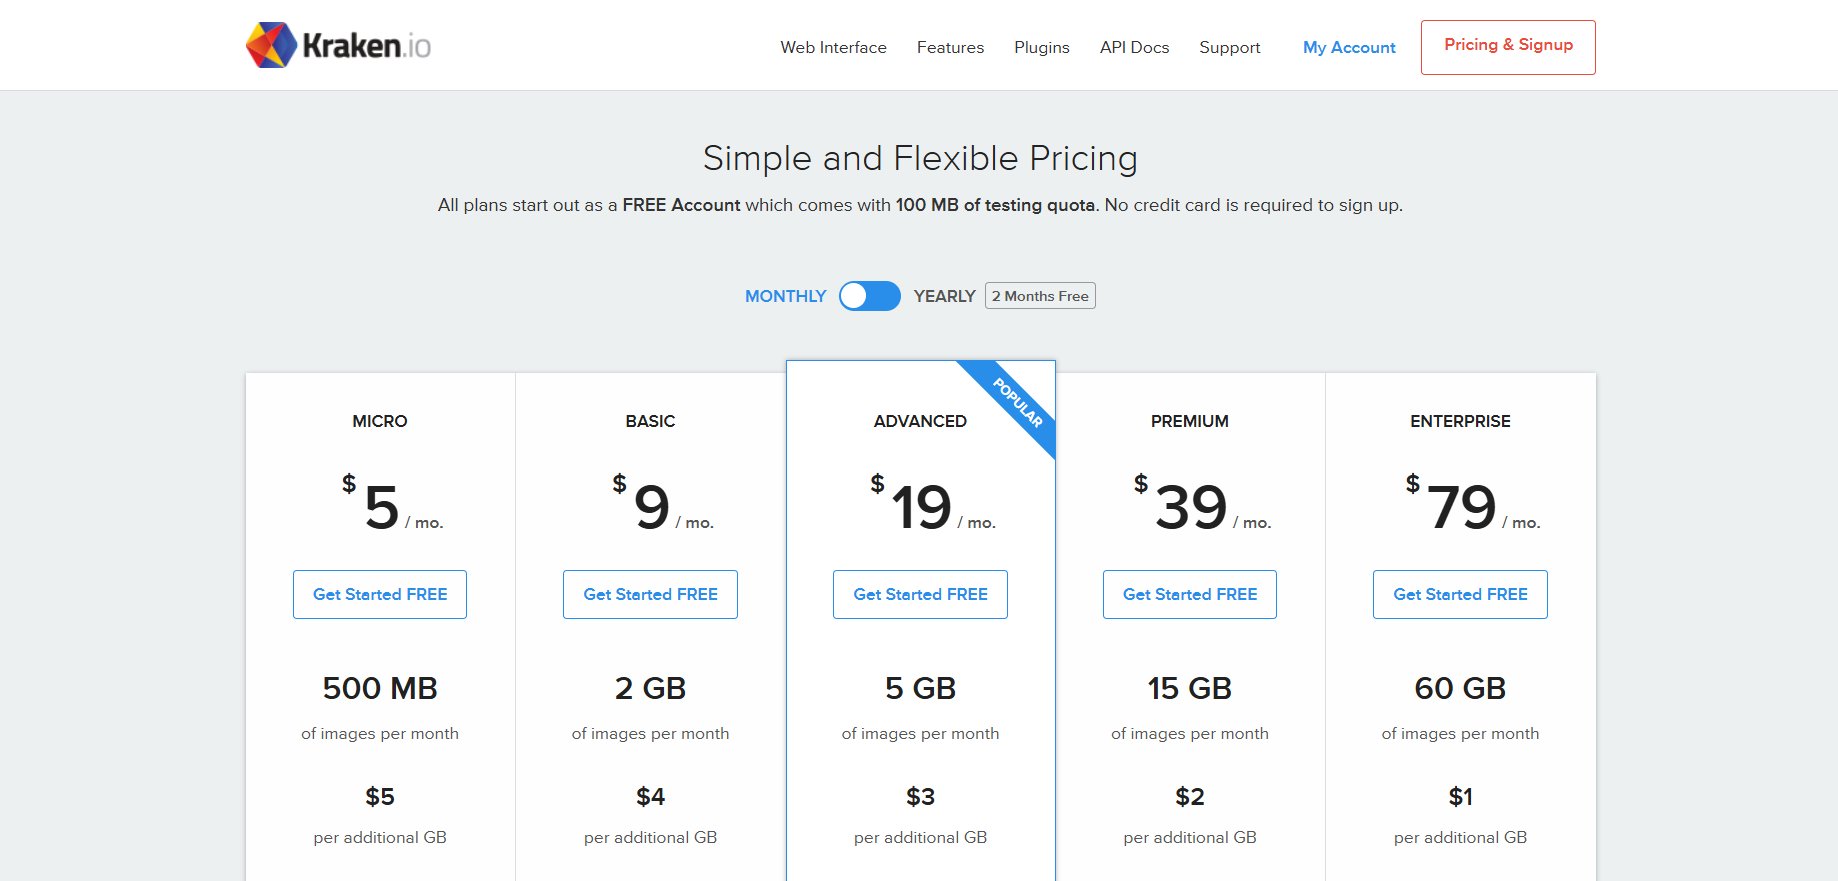 Kraken.io
Web Interface Features Plugins API Docs Support My Account Pricing & Signup
Simple and Flexible Pricing
All plans start out as a FREE Account which comes with 100 MB of testing quota. No credit card is required to sign up.
MONTHLY YEARLY 2 Months Free
POPULAR
MICRO BASIC ADVANCED PREMIUM ENTERPRISE
$5 / mo. $9 / mo. $19 / mo. $39 / mo. $79 / mo.
Get Started FREE Get Started FREE Get Started FREE Get Started FREE Get Started FREE
500 MB 2 GB 5 GB 15 GB 60 GB
of images per month of images per month of images per month of images per month of images per month
$5 $4 $3 $2 $1
per additional GB per additional GB per additional GB per additional GB per additional GB